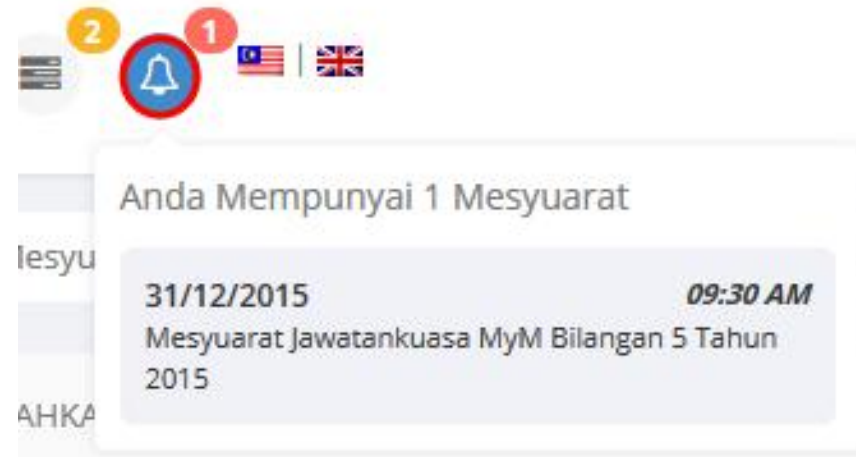 2
1
|
Anda Mempunyai 1 Mesyuarat
31/12/2015 09:30 AM
Mesyuarat Jawatankuasa MyM Bilangan 5 Tahun
2015